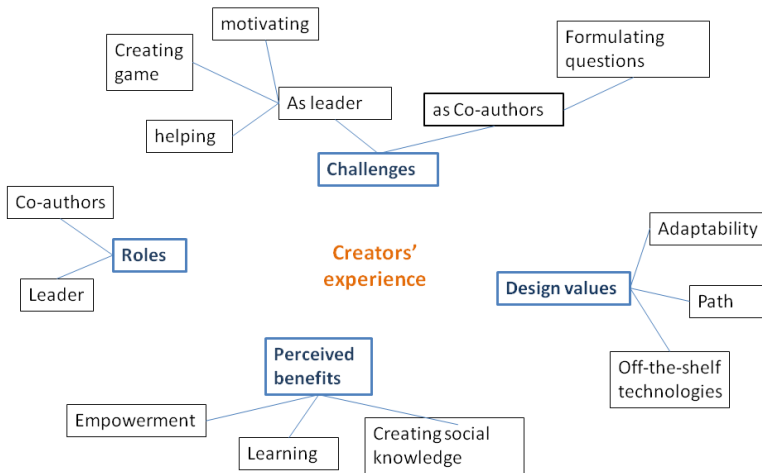 motivating
Creating
game
Formulating
questions
As leader
as Co-authors
helping
Challenges
Co-authors
Roles
Leader
Creators’
experience
Adaptability
Design values
Path
Off-the-shelf
technologies
Perceived
benefits
Empowerment
Learning
Creating social
knowledge